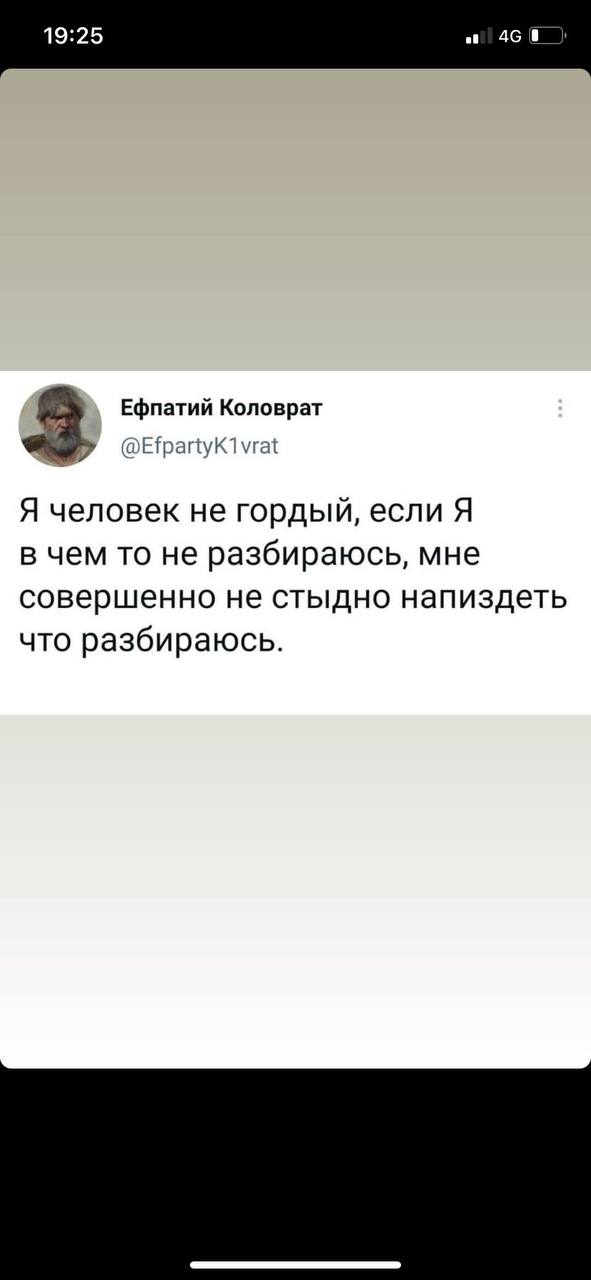 19:25
4G
Ефпатий Коловрат
@EfpartyK1vrat
Я человек не гордый, если Я
в чем то не разбираюсь, мне
совершенно не стыдно напиздеть
что разбираюсь.